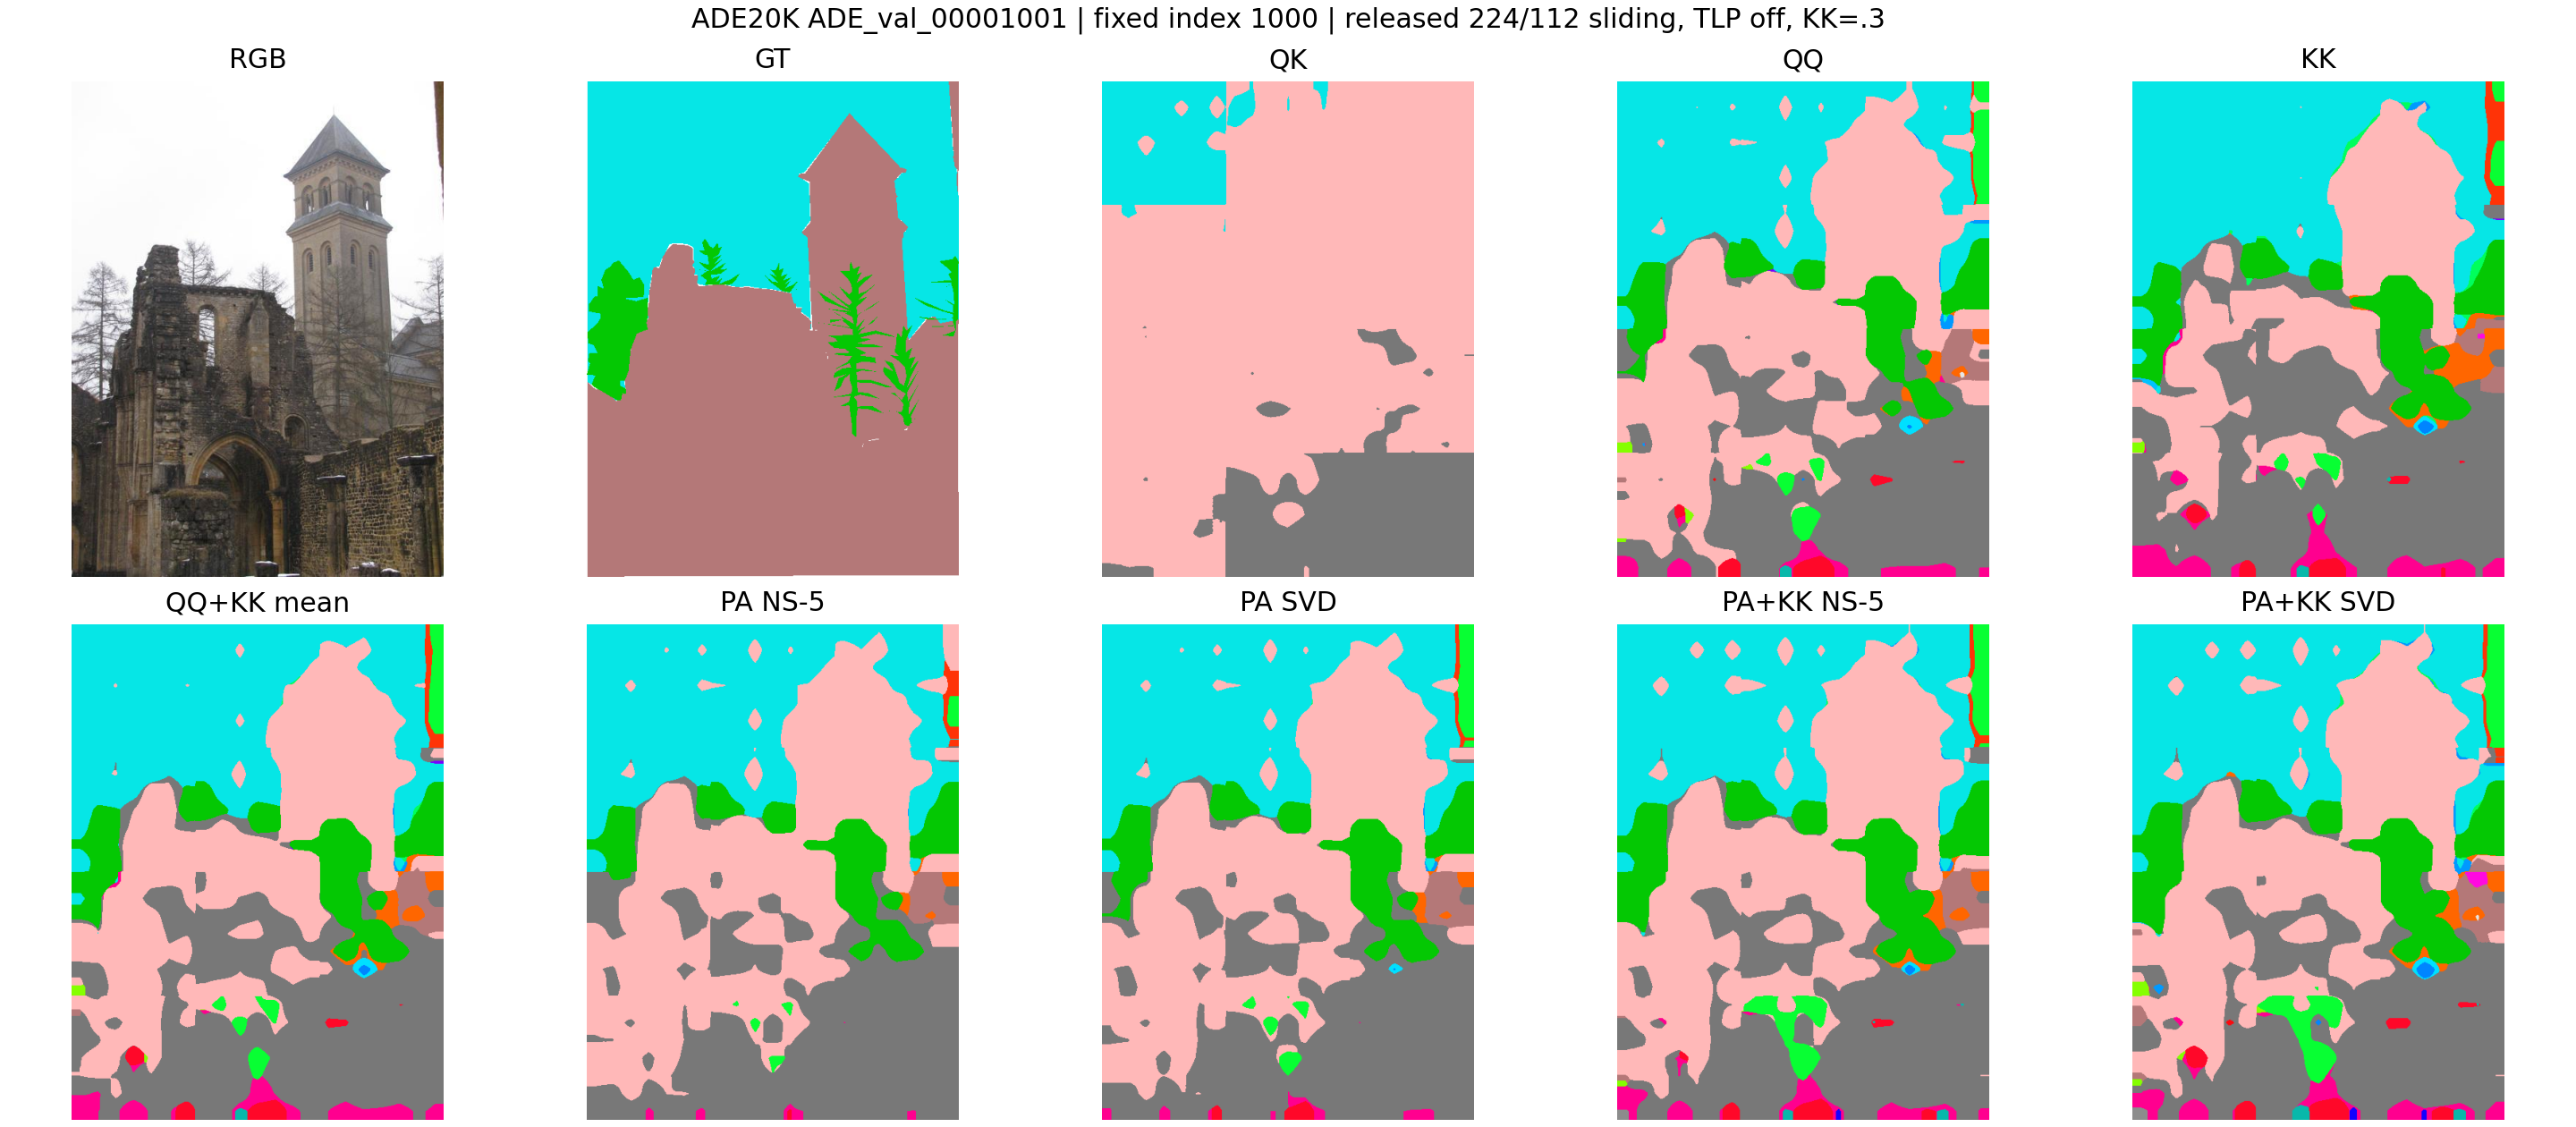 ADE20K ADE_val_00001001 | fixed index 1000 | released 224/112 sliding, TLP off, KK=.3
RGB
GT
QK
QQ
KK
QQ+KK mean
PA NS-5
PA SVD
PA+KK NS-5
PA+KK SVD